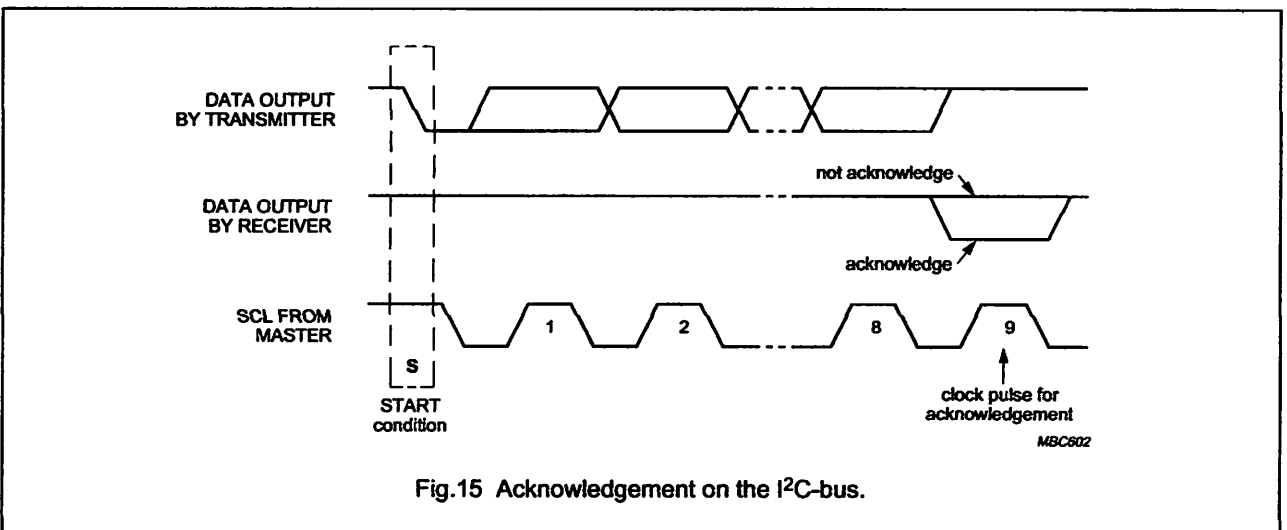 DATA OUTPUT
BY TRANSMITTER
not acknowledge
DATA OUTPUT
BY RECEIVER
acknowledge
SCL FROM
MASTER
1
2
8
9
S
START
condition
clock pulse for
acknowledgement
MBC602
Fig.15 Acknowledgement on the I²C-bus.